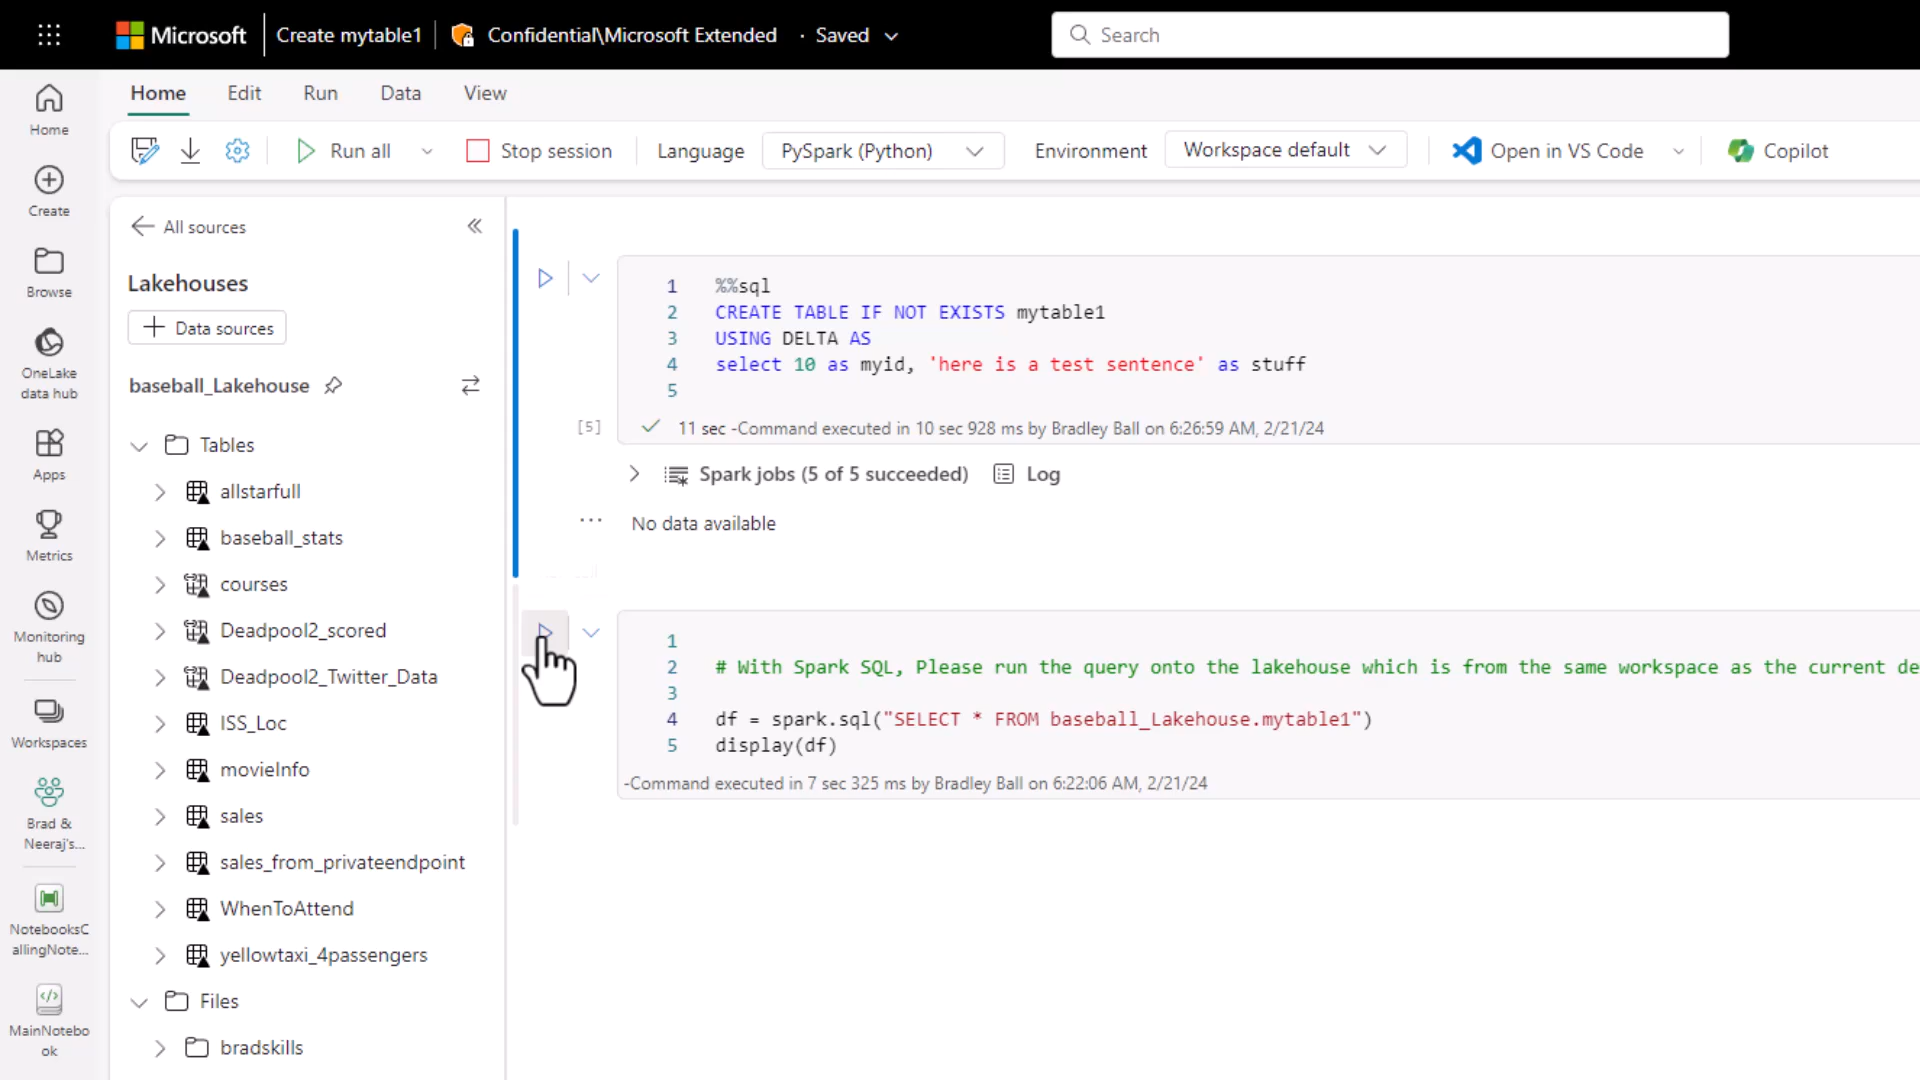 Microsoft
Create mytable1
Confidential\Microsoft Extended
· Saved
Search
Home
Edit
Run
Data
View
Run all
Stop session
Language
PySpark (Python)
Environment
Workspace default
Open in VS Code
Copilot
Home
Create
Browse
OneLake
data hub
Apps
Metrics
Monitoring
hub
Workspaces
Brad &
Neeraj's...
NotebooksC
allingNote...
MainNotebo
ok
All sources
Lakehouses
Data sources
baseball_Lakehouse
Tables
allstarfull
baseball_stats
courses
Deadpool2_scored
Deadpool2_Twitter_Data
ISS_Loc
movieInfo
sales
sales_from_privateendpoint
WhenToAttend
yellowtaxi_4passengers
Files
bradskills
1 %%sql
2 CREATE TABLE IF NOT EXISTS mytable1
3 USING DELTA AS
4 select 10 as myid, 'here is a test sentence' as stuff
5
[5]
11 sec -Command executed in 10 sec 928 ms by Bradley Ball on 6:26:59 AM, 2/21/24
Spark jobs (5 of 5 succeeded)
Log
No data available
1
2 # With Spark SQL, Please run the query onto the lakehouse which is from the same workspace as the current de
3
4 df = spark.sql("SELECT * FROM baseball_Lakehouse.mytable1")
5 display(df)
-Command executed in 7 sec 325 ms by Bradley Ball on 6:22:06 AM, 2/21/24